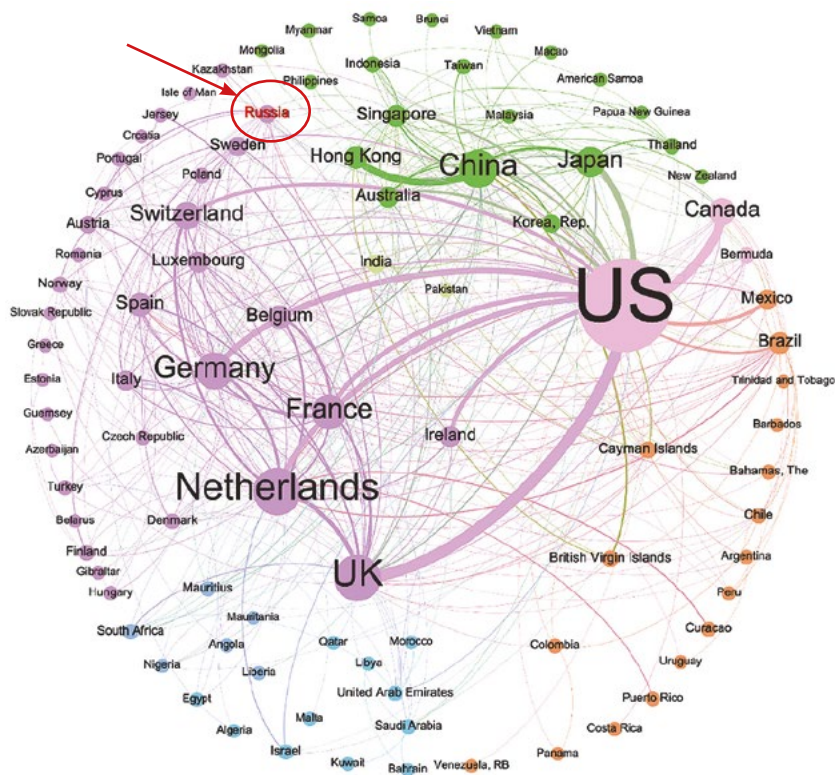 Samoa
Brunei
Myanmar
Vietnam
Mongolia
Indonesia
Taiwan
Macao
Kazakhstan
Philippines
American Samoa
Isle of Man
Jersey
Russia
Singapore
Malaysia
Papua New Guinea
Croatia
Sweden
Hong Kong
China
Japan
Thailand
Portugal
Poland
New Zealand
Cyprus
Australia
Switzerland
Canada
Austria
Korea, Rep.
Romania
Luxembourg
India
Bermuda
Norway
Pakistan
US
Spain
Belgium
Mexico
Slovak Republic
Brazil
Greece
Germany
Estonia
Italy
Trinidad and Tobago
Guernsey
France
Barbados
Czech Republic
Ireland
Cayman Islands
Azerbaijan
Bahamas, The
Turkey
Netherlands
Chile
Belarus
Denmark
Finland
British Virgin Islands
Argentina
Gibraltar
UK
Hungary
Mauritius
Peru
Mauritania
South Africa
Curacao
Angola
Qatar
Morocco
Colombia
Nigeria
Liberia
Libya
Uruguay
Egypt
United Arab Emirates
Puerto Rico
Malta
Saudi Arabia
Algeria
Costa Rica
Israel
Kuwait
Bahrain
Venezuela, RB
Panama